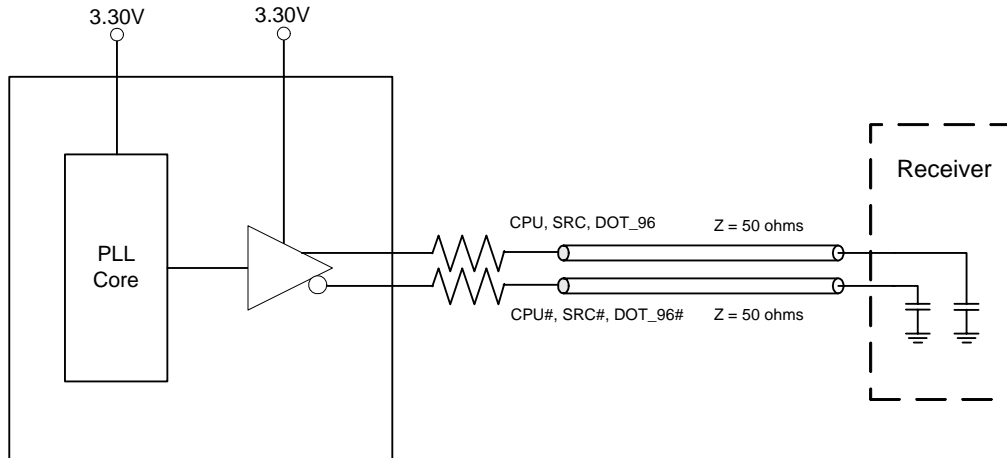 3.30V
3.30V
Receiver
CPU, SRC, DOT_96
Z = 50 ohms
PLL
Core
CPU#, SRC#, DOT_96#
Z = 50 ohms